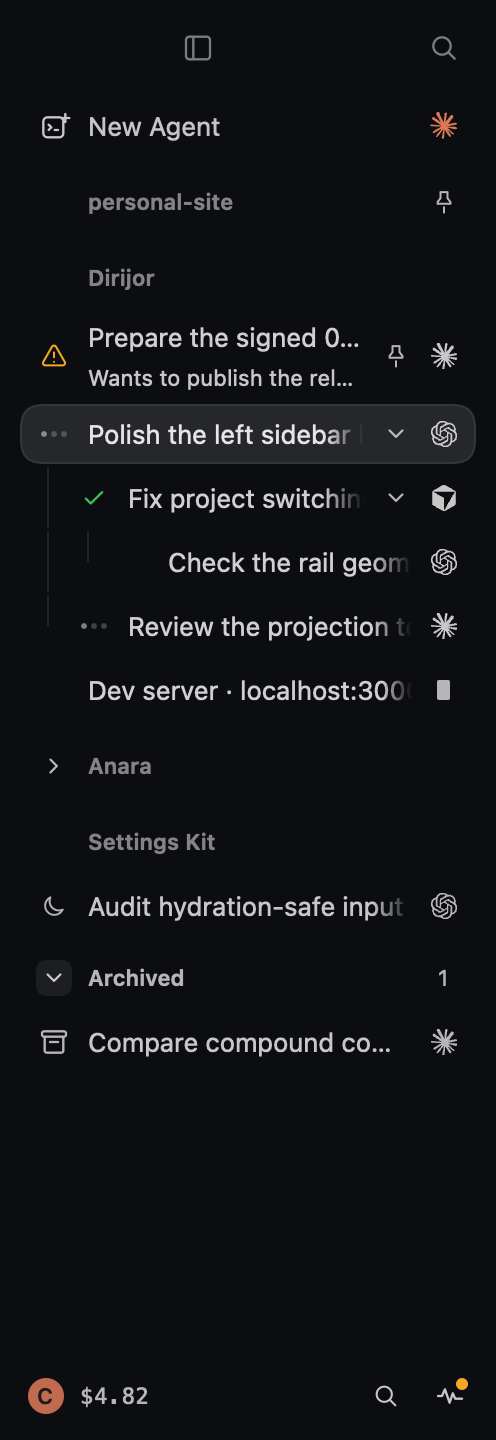 New Agent
personal-site
Dirijor
Prepare the signed 0...
Wants to publish the rel...
Polish the left sidebar
Fix project switchin
Check the rail geom
Review the projection
Dev server · localhost:300
Anara
Settings Kit
Audit hydration-safe input
Archived
1
Compare compound co...
C
$4.82